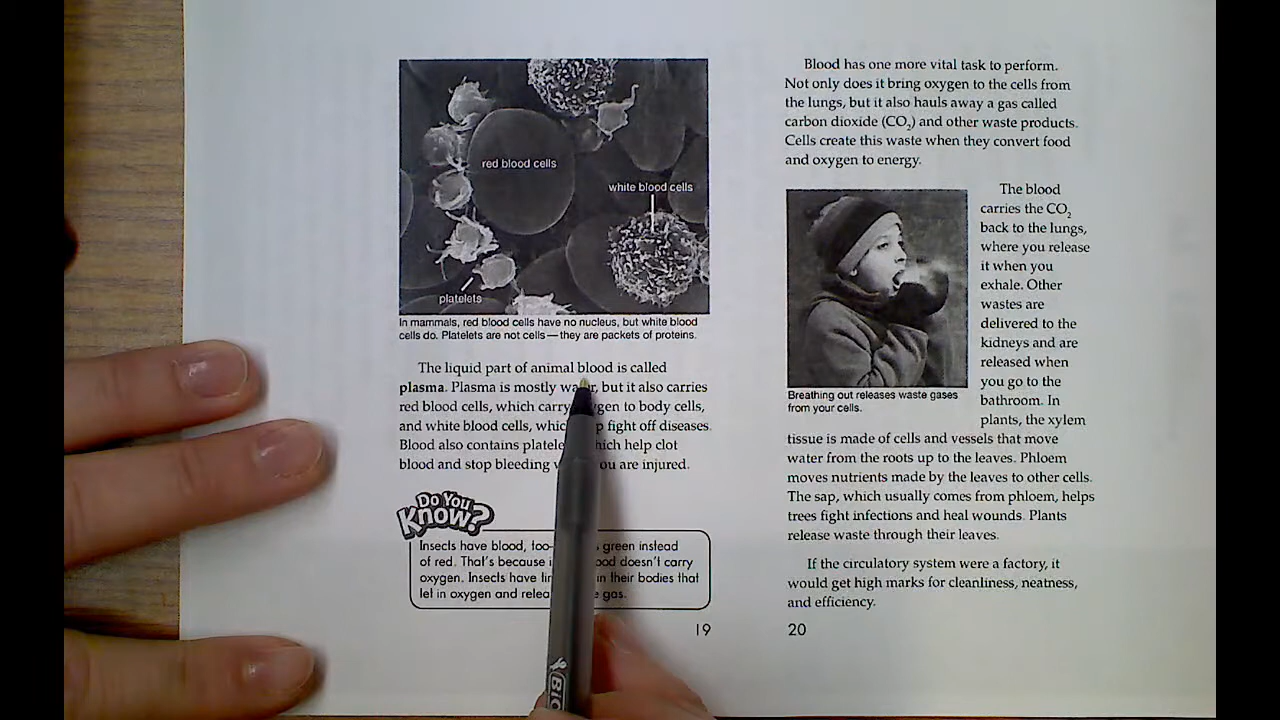 red blood cells
white blood cells
platelets
In mammals, red blood cells have no nucleus, but white blood
cells do. Platelets are not cells—they are packets of proteins.
The liquid part of animal blood is called
plasma. Plasma is mostly water, but it also carries
red blood cells, which carry oxygen to body cells,
and white blood cells, which help fight off diseases.
Blood also contains platelets, which help clot
blood and stop bleeding when you are injured.
Do You
Know?
Insects have blood, too green instead
of red. That's because doesn't carry
oxygen. Insects have in their bodies that
let in oxygen and gas.
19
Blood has one more vital task to perform.
Not only does it bring oxygen to the cells from
the lungs, but it also hauls away a gas called
carbon dioxide (CO₂) and other waste products.
Cells create this waste when they convert food
and oxygen to energy.
The blood
carries the CO₂
back to the lungs,
where you release
it when you
exhale. Other
wastes are
delivered to the
kidneys and are
released when
you go to the
bathroom. In
plants, the xylem
Breathing out releases waste gases
from your cells.
tissue is made of cells and vessels that move
water from the roots up to the leaves. Phloem
moves nutrients made by the leaves to other cells.
The sap, which usually comes from phloem, helps
trees fight infections and heal wounds. Plants
release waste through their leaves.
If the circulatory system were a factory, it
would get high marks for cleanliness, neatness,
and efficiency.
20
BIC